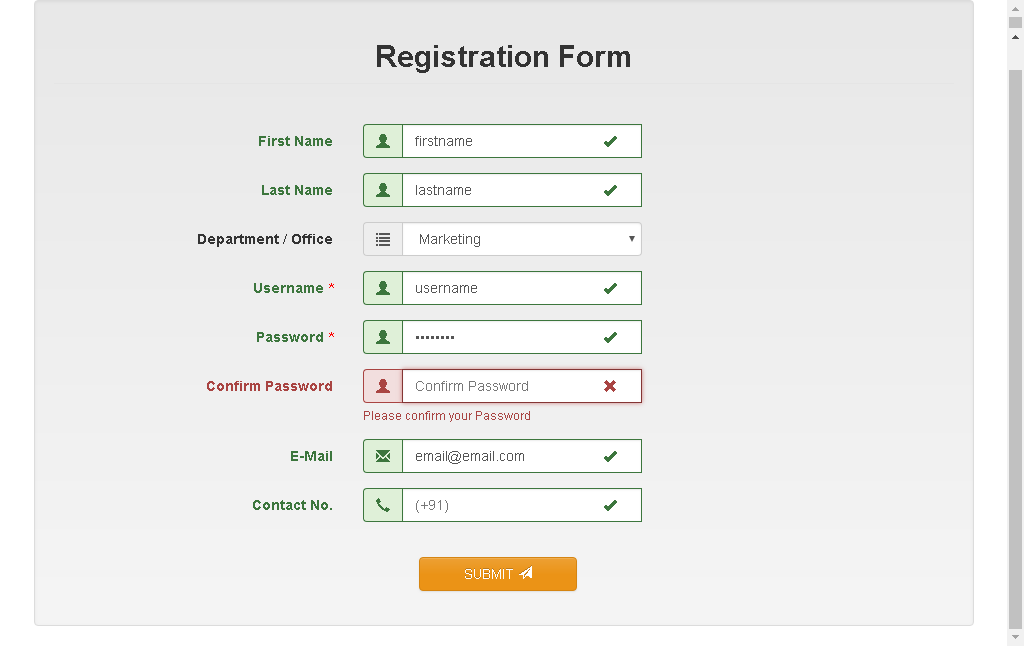 Registration Form
First Name firstname
Last Name lastname
Department / Office Marketing
Username * username
Password * ••••••••
Confirm Password Confirm Password
Please confirm your Password
E-Mail email@email.com
Contact No. (+91)
SUBMIT